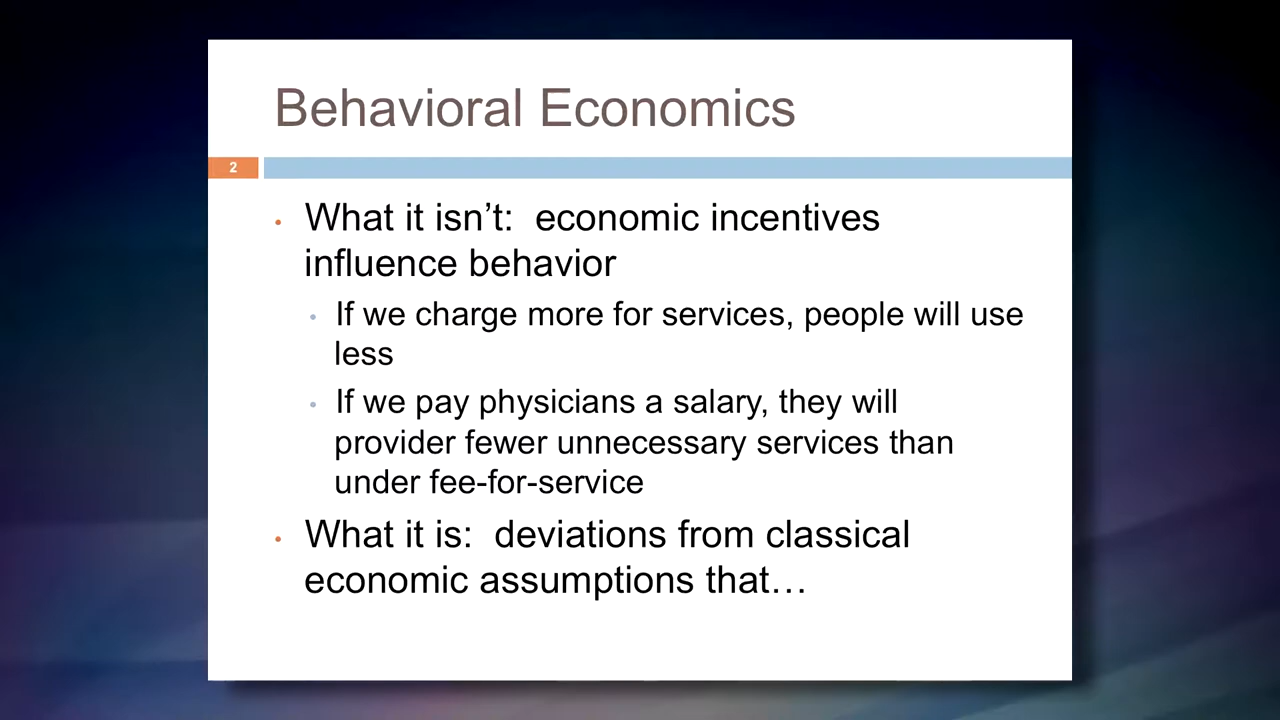 Behavioral Economics
2
• What it isn’t:  economic incentives
influence behavior
• If we charge more for services, people will use
less
• If we pay physicians a salary, they will
provider fewer unnecessary services than
under fee-for-service
• What it is:  deviations from classical
economic assumptions that…